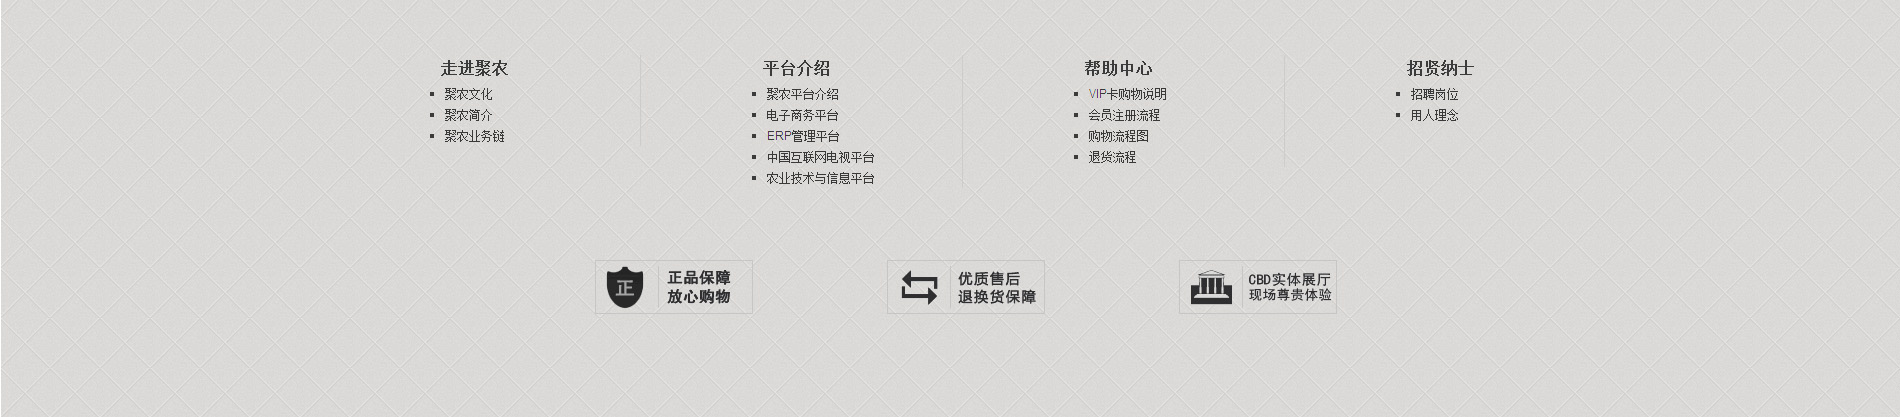 走进聚农
聚农文化
聚农简介
聚农业务链
平台介绍
聚农平台介绍
电子商务平台
ERP管理平台
中国互联网电视平台
农业技术与信息平台
帮助中心
VIP卡购物说明
会员注册流程
购物流程图
退货流程
招贤纳士
招聘岗位
用人理念
正
正品保障
放心购物
优质售后
退换货保障
CBD实体展厅
现场尊贵体验